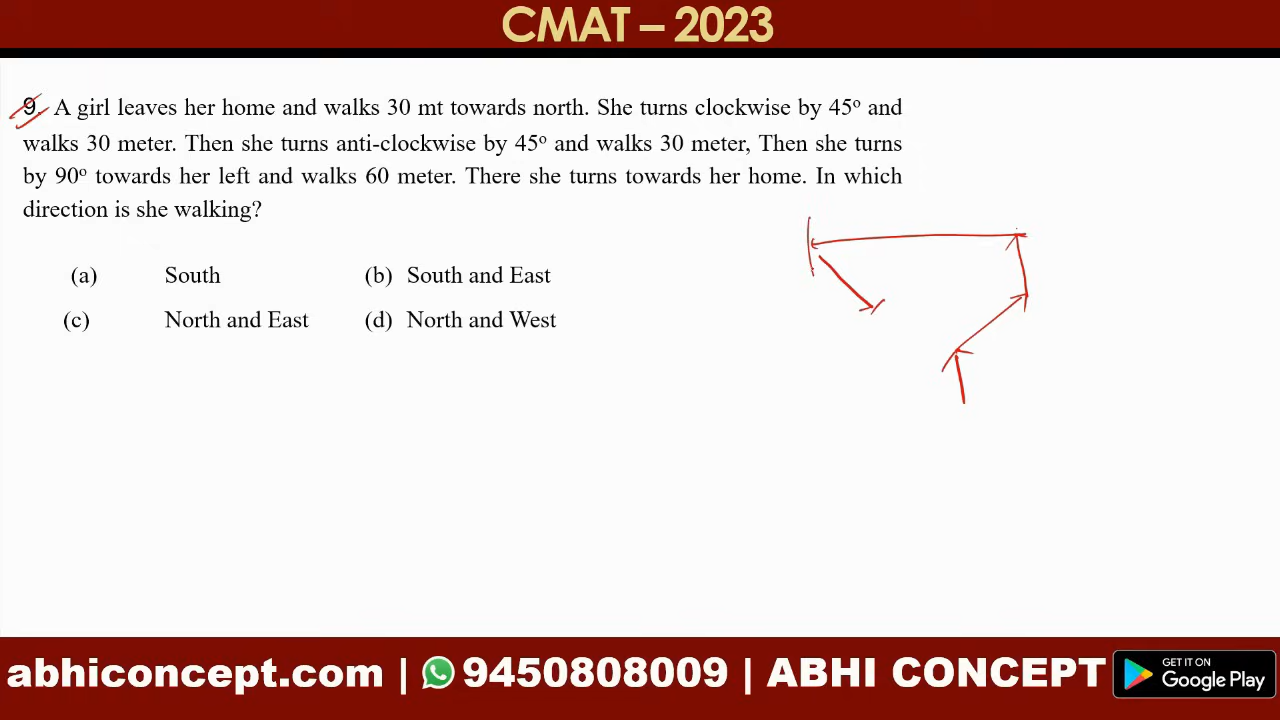 CMAT – 2023
9. A girl leaves her home and walks 30 mt towards north. She turns clockwise by 45º and
walks 30 meter. Then she turns anti-clockwise by 45º and walks 30 meter, Then she turns
by 90º towards her left and walks 60 meter. There she turns towards her home. In which
direction is she walking?
(a) South (b) South and East
(c) North and East (d) North and West
abhiconcept.com | 9450808009 | ABHI CONCEPT GET IT ON Google Play